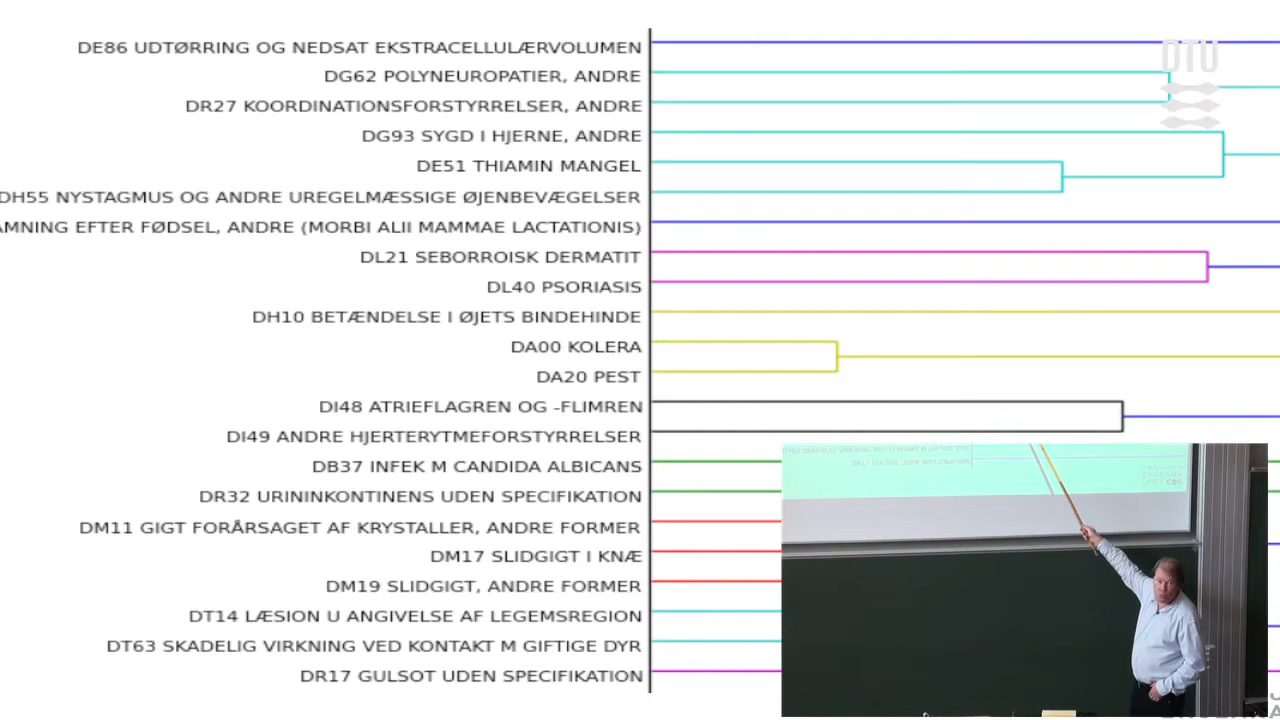 DE86 UDTØRRING OG NEDSAT EKSTRACELLULÆRVOLUMEN
DTU
DG62 POLYNEUROPATIER, ANDRE
DR27 KOORDINATIONSFORSTYRRELSER, ANDRE
DG93 SYGD I HJERNE, ANDRE
DE51 THIAMIN MANGEL
DH55 NYSTAGMUS OG ANDRE UREGELMÆSSIGE ØJENBEVÆGELSER
AMNING EFTER FØDSEL, ANDRE (MORBI ALII MAMMAE LACTATIONIS)
DL21 SEBORROISK DERMATIT
DL40 PSORIASIS
DH10 BETÆNDELSE I ØJETS BINDEHINDE
DA00 KOLERA
DA20 PEST
DI48 ATRIEFLAGREN OG -FLIMREN
DI49 ANDRE HJERTERYTMEFORSTYRRELSER
DB37 INFEK M CANDIDA ALBICANS
DR32 URININKONTINENS UDEN SPECIFIKATION
DM11 GIGT FORÅRSAGET AF KRYSTALLER, ANDRE FORMER
DM17 SLIDGIGT I KNÆ
DM19 SLIDGIGT, ANDRE FORMER
DT14 LÆSION U ANGIVELSE AF LEGEMSREGION
DT63 SKADELIG VIRKNING VED KONTAKT M GIFTIGE DYR
DR17 GULSOT UDEN SPECIFIKATION